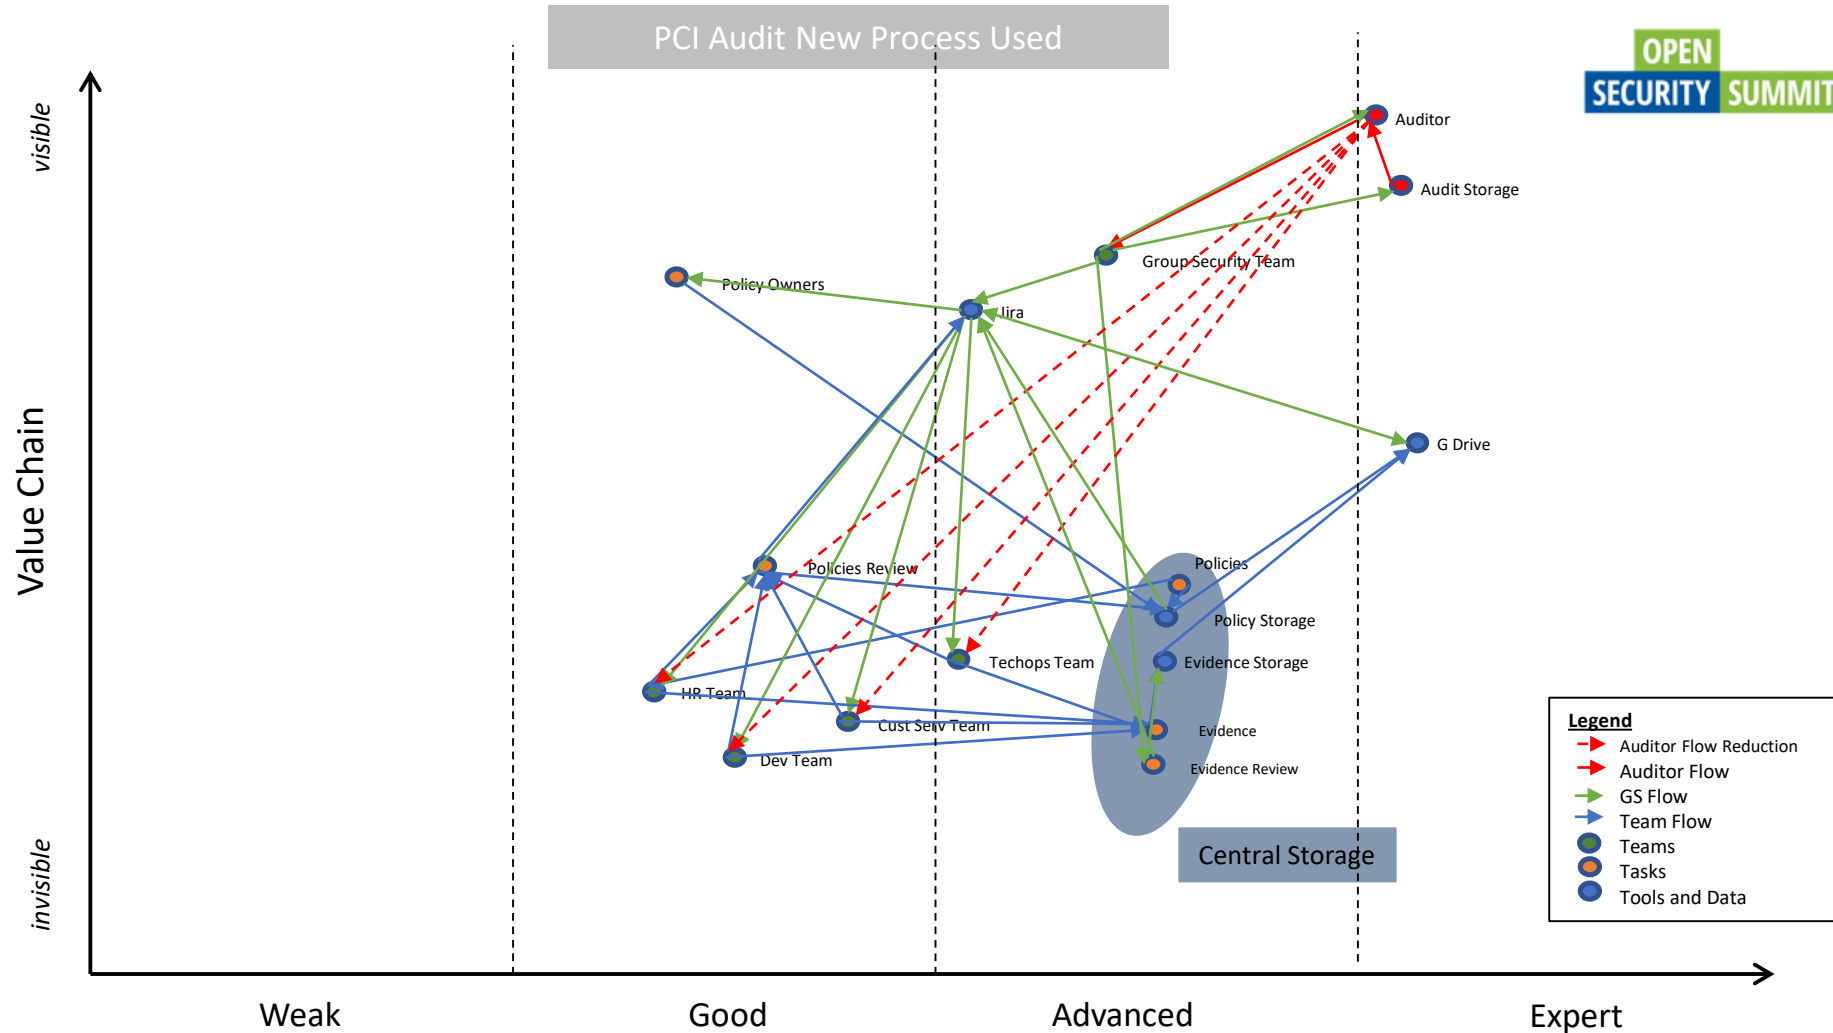 PCI Audit New Process Used
OPEN
SECURITY SUMMIT
visible
Auditor
Audit Storage
Group Security Team
Policy Owners
Jira
Value Chain
G Drive
Policies
Policies Review
Policy Storage
Techops Team
Evidence Storage
HR Team
Cust Serv Team
Evidence
Dev Team
Evidence Review
Central Storage
invisible
Legend
Auditor Flow Reduction
Auditor Flow
GS Flow
Team Flow
Teams
Tasks
Tools and Data
Weak
Good
Advanced
Expert